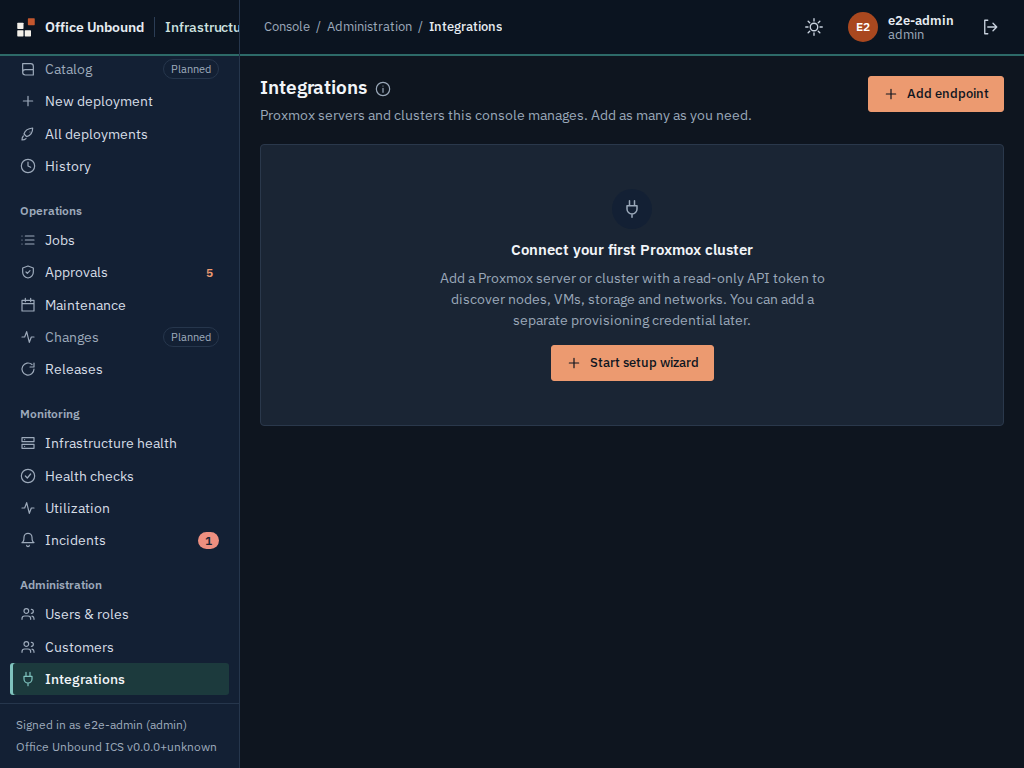 Office Unbound
Infrastructu
Console / Administration / Integrations
E2
e2e-admin
admin
Catalog
Planned
New deployment
All deployments
History
Operations
Jobs
Approvals
5
Maintenance
Changes
Planned
Releases
Monitoring
Infrastructure health
Health checks
Utilization
Incidents
1
Administration
Users & roles
Customers
Integrations
Signed in as e2e-admin (admin)
Office Unbound ICS v0.0.0+unknown
Integrations
Proxmox servers and clusters this console manages. Add as many as you need.
Add endpoint
Connect your first Proxmox cluster
Add a Proxmox server or cluster with a read-only API token to
discover nodes, VMs, storage and networks. You can add a
separate provisioning credential later.
Start setup wizard